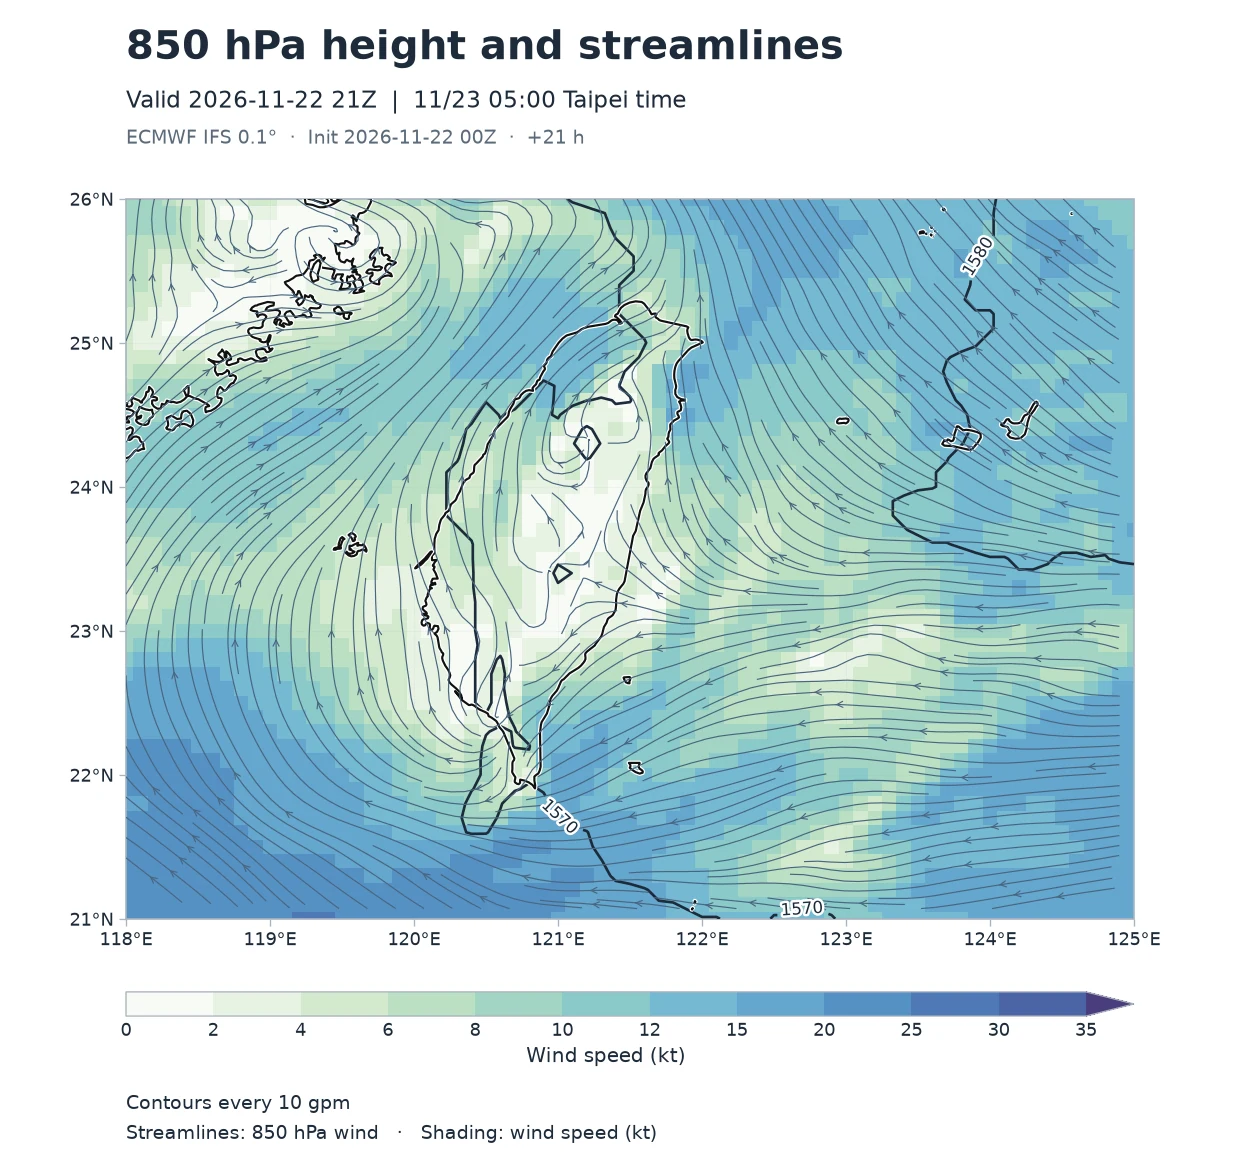 850 hPa height and streamlines
Valid 2026-11-22 21Z | 11/23 05:00 Taipei time
ECMWF IFS 0.1° · Init 2026-11-22 00Z · +21 h
26°N
1580
25°N
24°N
23°N
22°N
1570
1570
21°N
118°E 119°E 120°E 121°E 122°E 123°E 124°E 125°E
0 2 4 6 8 10 12 15 20 25 30 35
Wind speed (kt)
Contours every 10 gpm
Streamlines: 850 hPa wind · Shading: wind speed (kt)